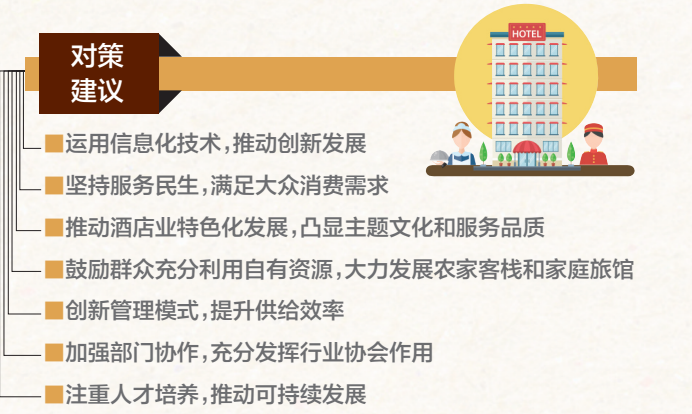 HOTEL
对策
建议
■运用信息化技术,推动创新发展
■坚持服务民生,满足大众消费需求
■推动酒店业特色化发展,凸显主题文化和服务品质
■鼓励群众充分利用自有资源,大力发展农家客栈和家庭旅馆
■创新管理模式,提升供给效率
■加强部门协作,充分发挥行业协会作用
■注重人才培养,推动可持续发展